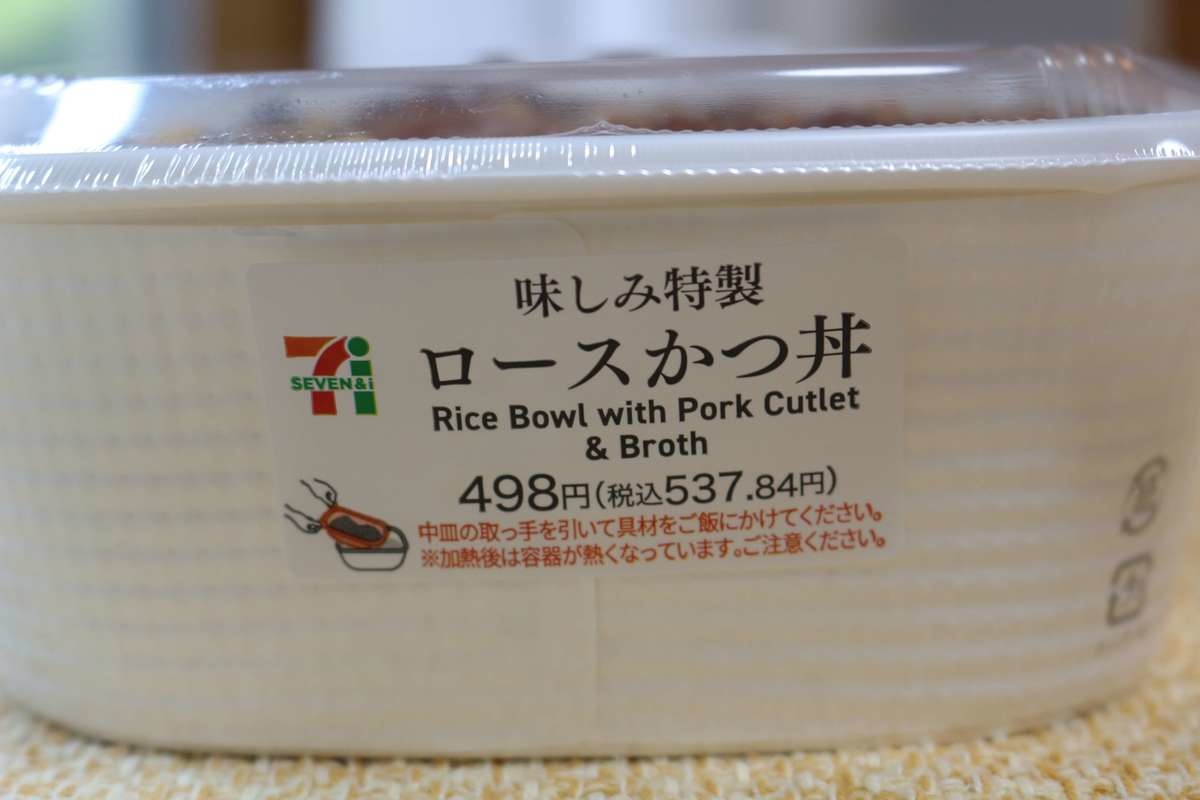 味しみ特製
ロースかつ丼
SEVEN&i
Rice Bowl with Pork Cutlet
& Broth
498円(税込537.84円)
中皿の取っ手を引いて具材をご飯にかけてください。
※加熱後は容器が熱くなっています。ご注意ください。